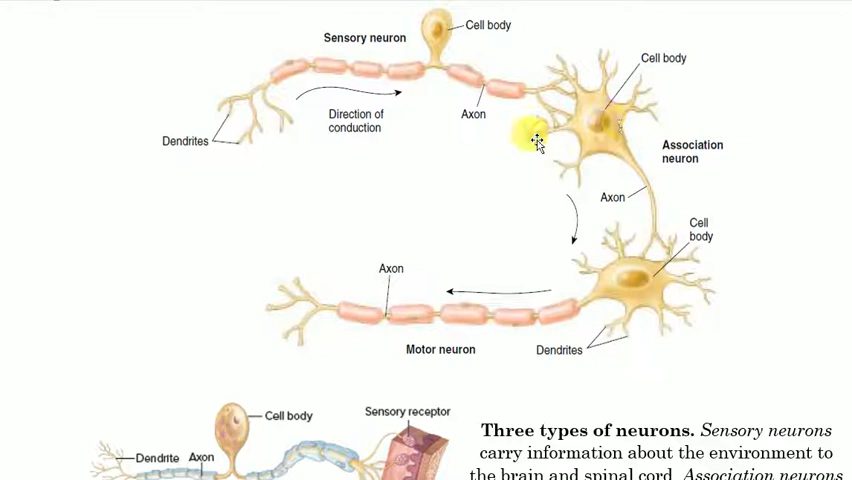 Cell body
Sensory neuron
Cell body
Direction of
conduction
Axon
Dendrites
Association
neuron
Axon
Cell
body
Axon
Motor neuron
Dendrites
Cell body
Sensory receptor
Dendrite
Axon
Three types of neurons. Sensory neurons
carry information about the environment to
the brain and spinal cord. Association neurons